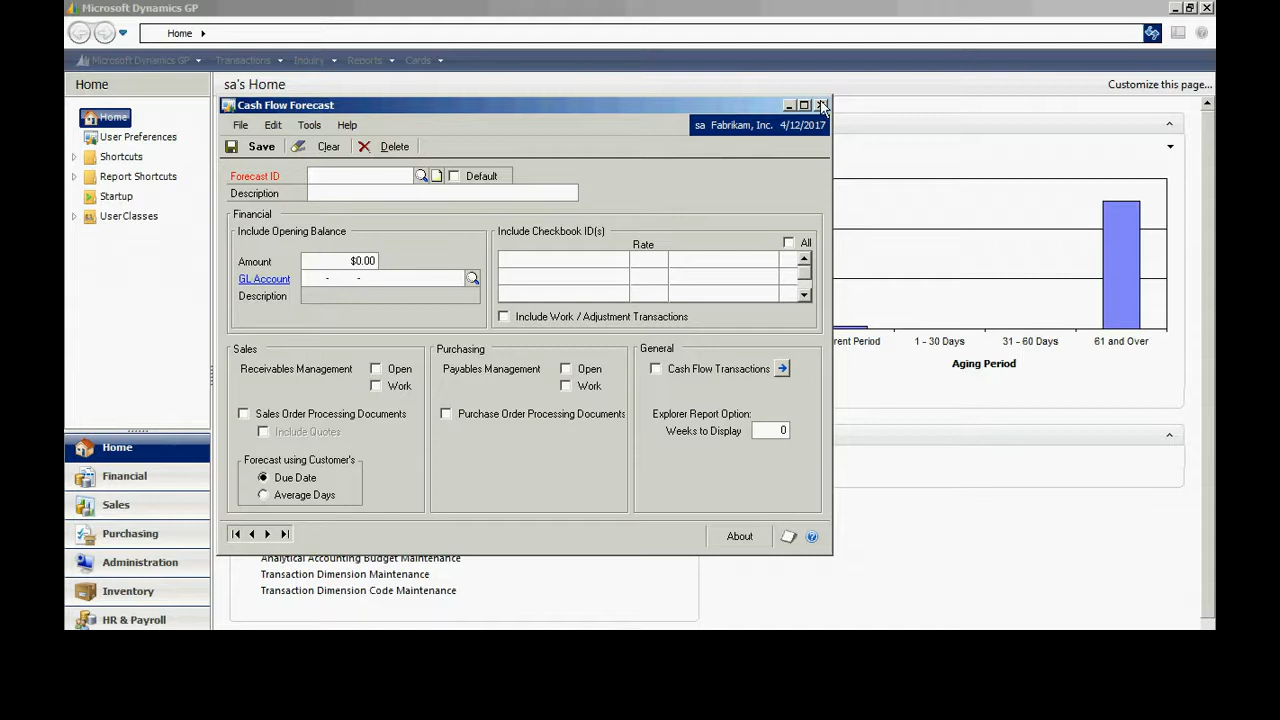 Microsoft Dynamics GP
Home
Microsoft Dynamics GP Transactions Inquiry Reports Cards
Home
sa's Home
Customize this page...
Home
User Preferences
Shortcuts
Report Shortcuts
Startup
UserClasses
Cash Flow Forecast
File Edit Tools Help
sa Fabrikam, Inc. 4/12/2017
Save Clear Delete
Forecast ID Default
Description
Financial
Include Opening Balance
Include Checkbook ID(s)
Rate All
Amount $0.00
GL Account - -
Description
Include Work / Adjustment Transactions
Sales
Purchasing
General
Receivables Management Open
Work
Payables Management Open
Work
Cash Flow Transactions
Sales Order Processing Documents
Include Quotes
Purchase Order Processing Documents
Explorer Report Option:
Weeks to Display 0
Forecast using Customer's
Due Date
Average Days
About
rent Period 1 - 30 Days 31 - 60 Days 61 and Over
Aging Period
Home
Financial
Sales
Purchasing
Administration
Inventory
HR & Payroll
Analytical Accounting Budget Maintenance
Transaction Dimension Maintenance
Transaction Dimension Code Maintenance